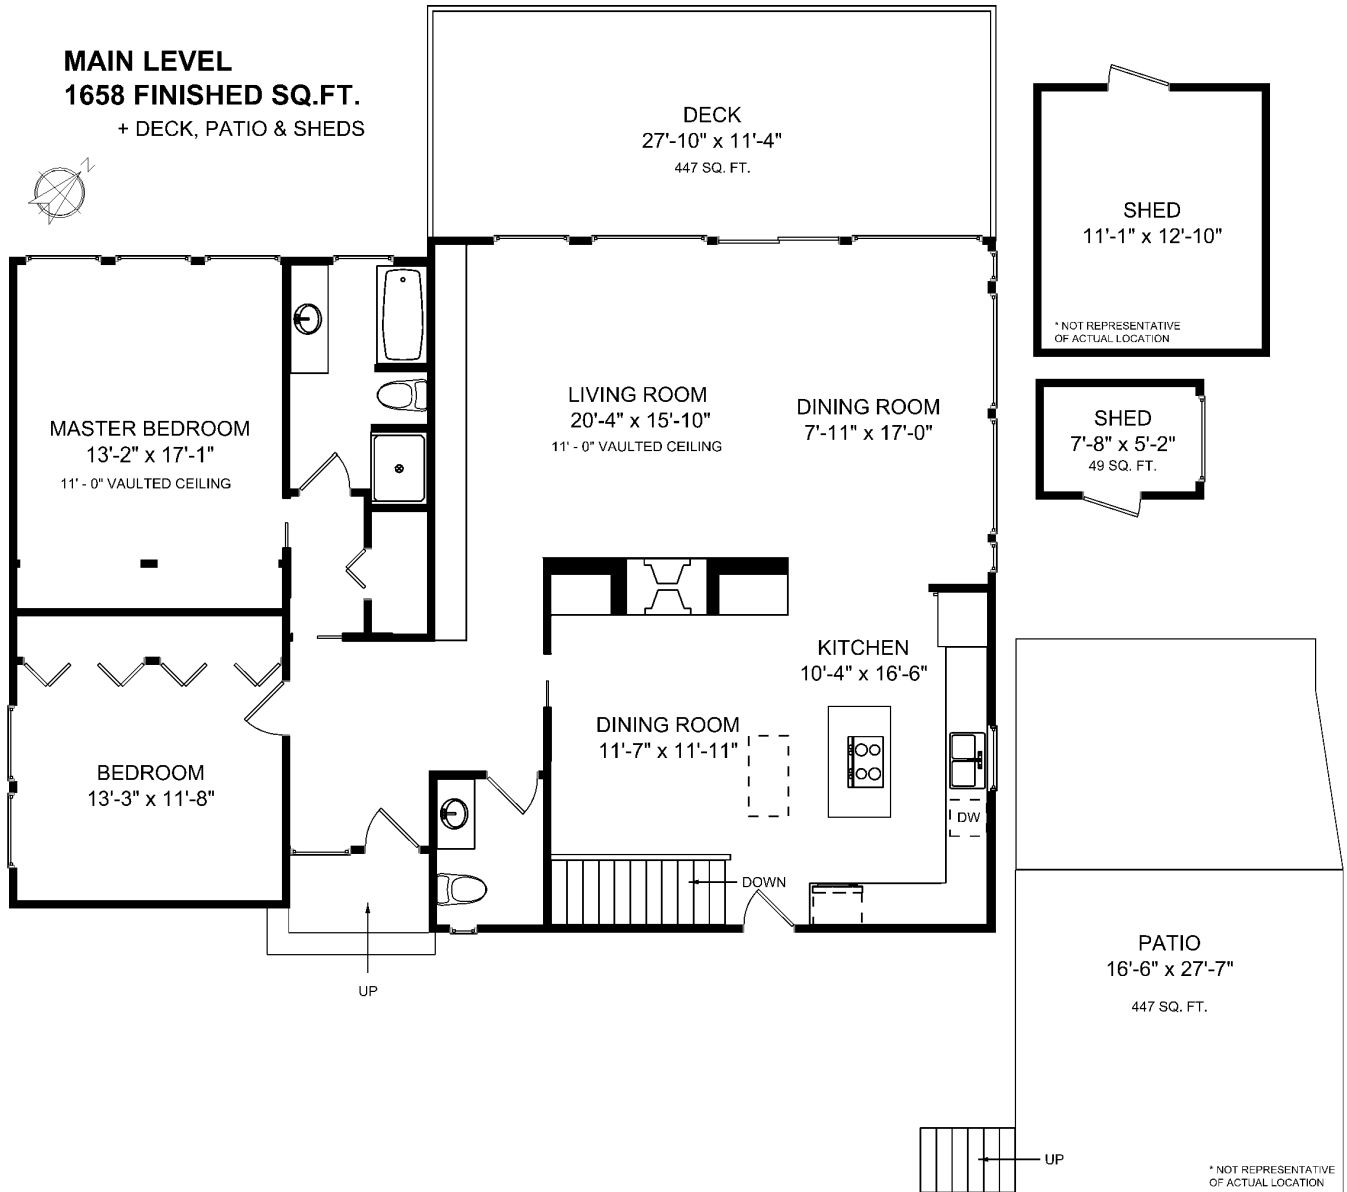 MAIN LEVEL
1658 FINISHED SQ.FT.
+ DECK, PATIO & SHEDS
N
DECK
27'-10" x 11'-4"
447 SQ. FT.
SHED
11'-1" x 12'-10"
* NOT REPRESENTATIVE
OF ACTUAL LOCATION
MASTER BEDROOM
13'-2" x 17'-1"
11' - 0" VAULTED CEILING
LIVING ROOM
20'-4" x 15'-10"
11' - 0" VAULTED CEILING
DINING ROOM
7'-11" x 17'-0"
SHED
7'-8" x 5'-2"
49 SQ. FT.
KITCHEN
10'-4" x 16'-6"
DINING ROOM
11'-7" x 11'-11"
BEDROOM
13'-3" x 11'-8"
DW
DOWN
UP
PATIO
16'-6" x 27'-7"
447 SQ. FT.
UP
* NOT REPRESENTATIVE
OF ACTUAL LOCATION